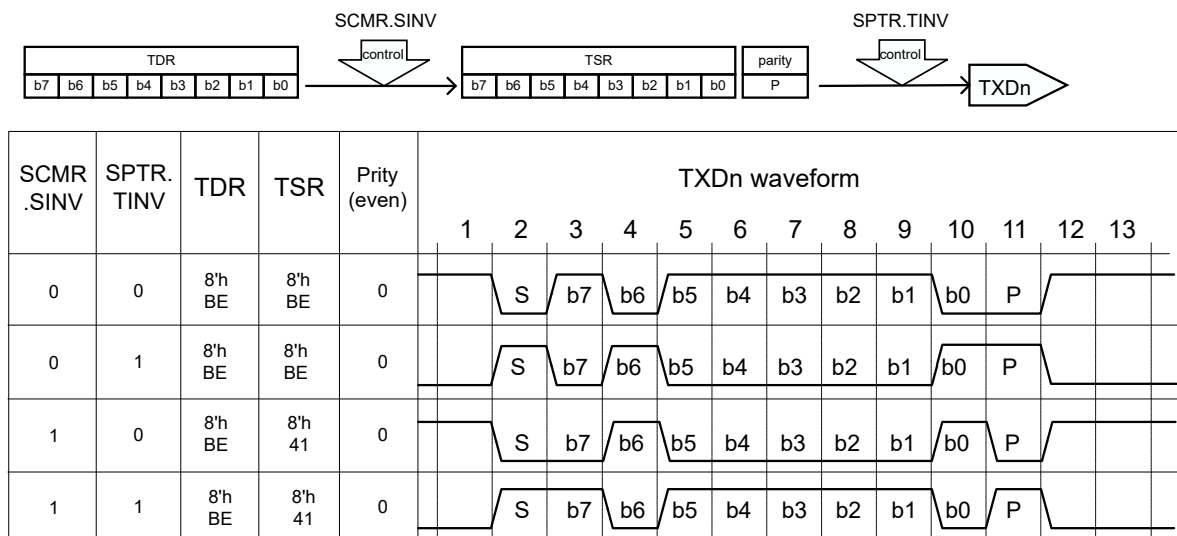 SCMR.SINV SPTR.TINV
control control
TDR TSR parity
b7 b6 b5 b4 b3 b2 b1 b0 b7 b6 b5 b4 b3 b2 b1 b0 P
TXDn
SCMR .SINV SPTR. TINV TDR TSR Prity (even) TXDn waveform
1 2 3 4 5 6 7 8 9 10 11 12 13
0 0 8'h BE 8'h BE 0 S b7 b6 b5 b4 b3 b2 b1 b0 P
0 1 8'h BE 8'h BE 0 S b7 b6 b5 b4 b3 b2 b1 b0 P
1 0 8'h BE 8'h 41 0 S b7 b6 b5 b4 b3 b2 b1 b0 P
1 1 8'h BE 8'h 41 0 S b7 b6 b5 b4 b3 b2 b1 b0 P